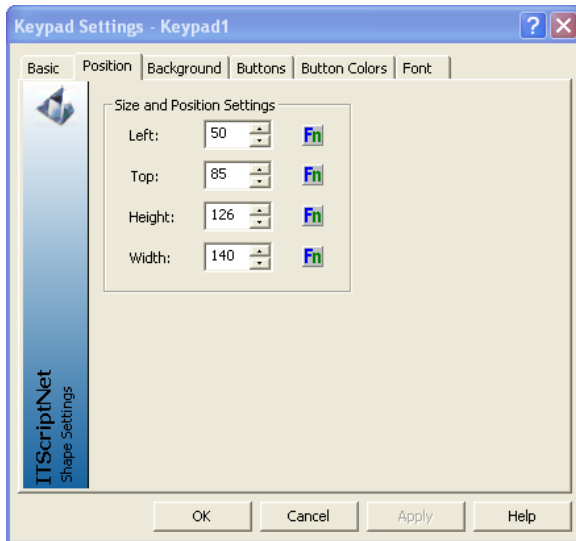 Keypad Settings - Keypad1
Basic Position Background Buttons Button Colors Font
Size and Position Settings
Left: 50 Fn
Top: 85 Fn
Height: 126 Fn
Width: 140 Fn
ITScriptNet
Shape Settings
OK Cancel Apply Help